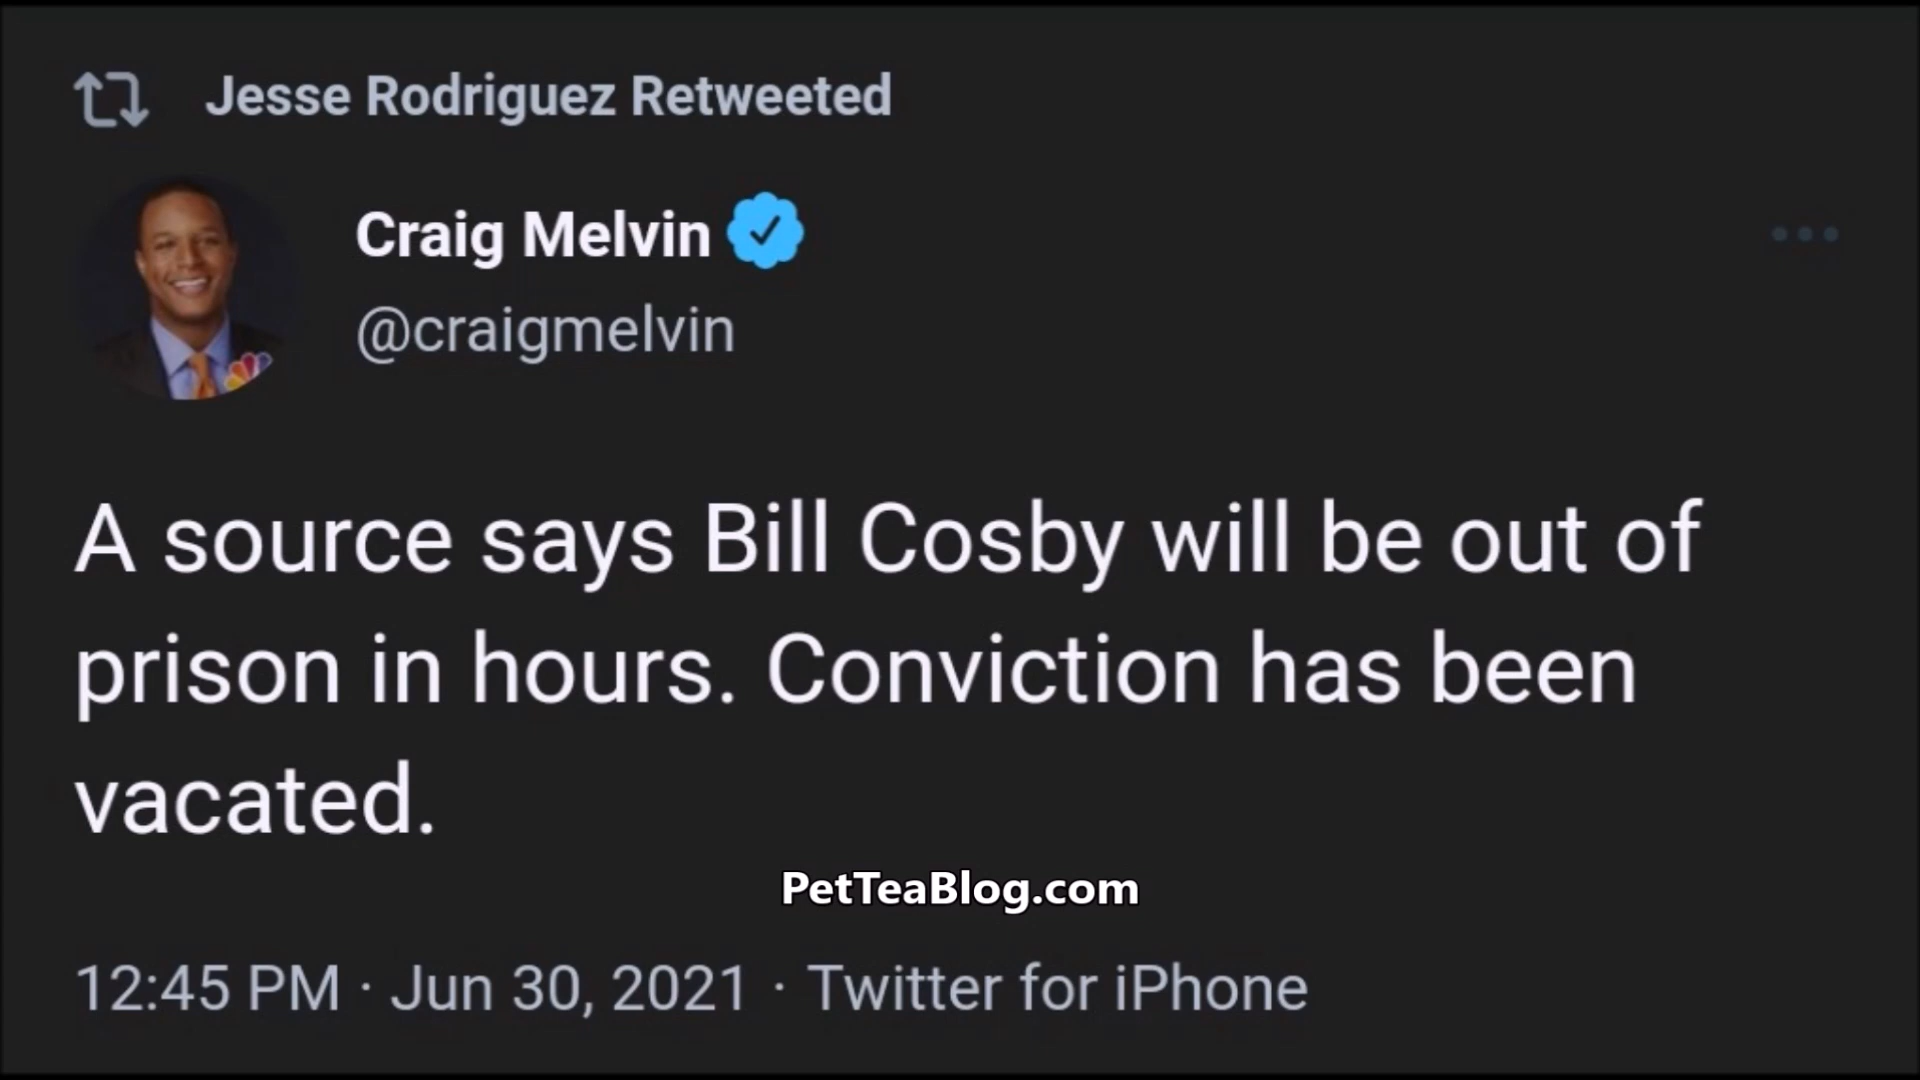 Jesse Rodriguez Retweeted
Craig Melvin
@craigmelvin
A source says Bill Cosby will be out of
prison in hours. Conviction has been
vacated.
PetTeaBlog.com
12:45 PM · Jun 30, 2021 · Twitter for iPhone